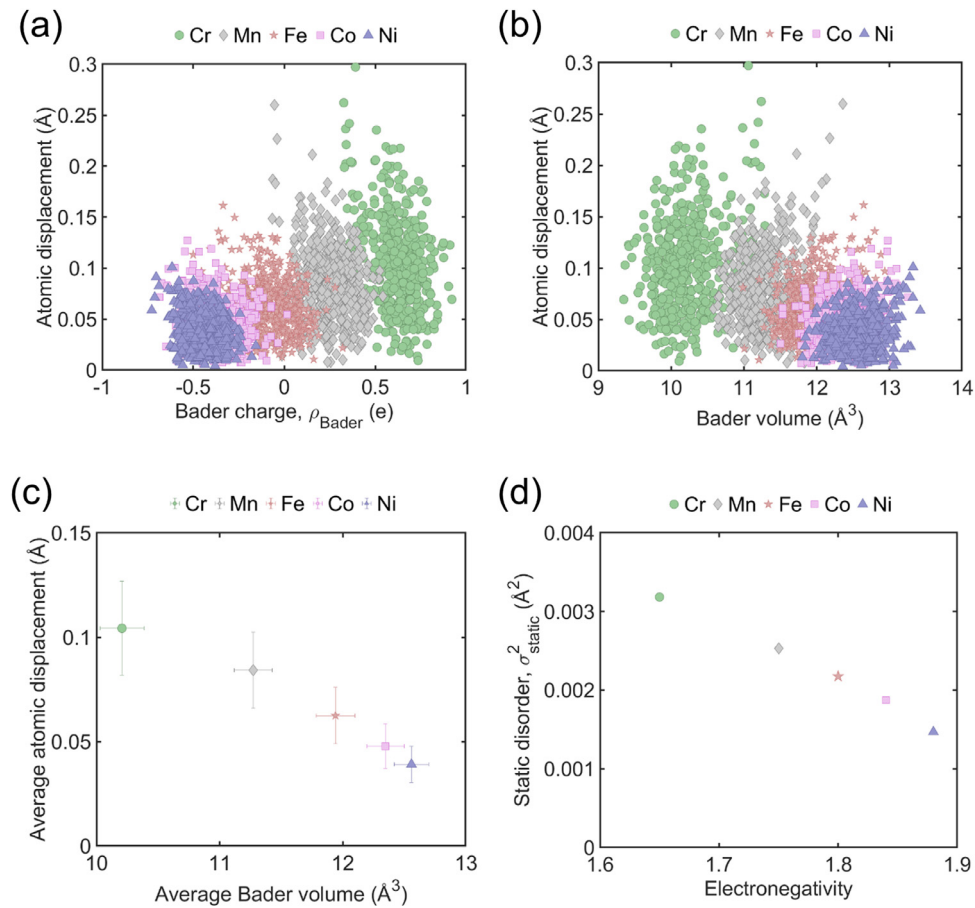 (a)
Cr Mn Fe Co Ni
0.3
0.25
0.2
0.15
0.1
0.05
0
Atomic displacement (Å)
-1 -0.5 0 0.5 1
Bader charge, ρBader (e)
(b)
Cr Mn Fe Co Ni
0.3
0.25
0.2
0.15
0.1
0.05
0
Atomic displacement (Å)
9 10 11 12 13 14
Bader volume (Å³)
(c)
Cr Mn Fe Co Ni
0.15
0.1
0.05
0
Average atomic displacement (Å)
10 11 12 13
Average Bader volume (Å³)
(d)
Cr Mn Fe Co Ni
0.004
0.003
0.002
0.001
0
Static disorder, σ²static (Å²)
1.6 1.7 1.8 1.9
Electronegativity